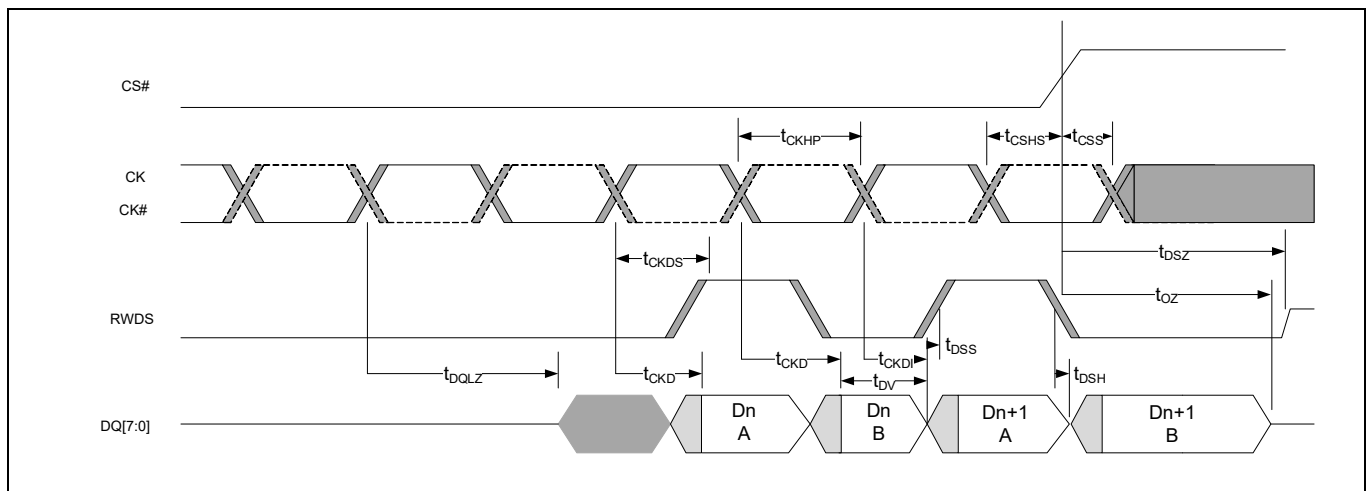 CS#
tCKHP
tCSHS
tCSS
CK
CK#
tCKDS
tDSZ
tOZ
RWDS
tDSS
tCKD
tCKDI
tDQLZ
tCKD
tDV
tDSH
DQ[7:0]
Dn
A
Dn
B
Dn+1
A
Dn+1
B